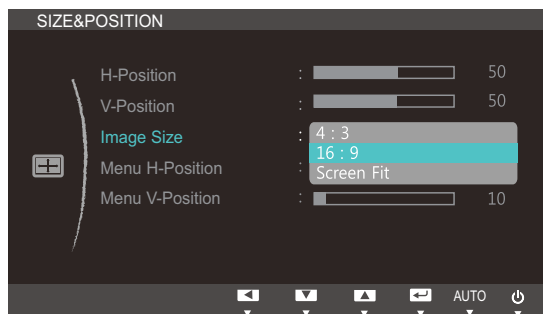 SIZE&POSITION
H-Position : 50
V-Position : 50
Image Size : 4 : 3
16 : 9
Menu H-Position : Screen Fit
Menu V-Position : 10
AUTO